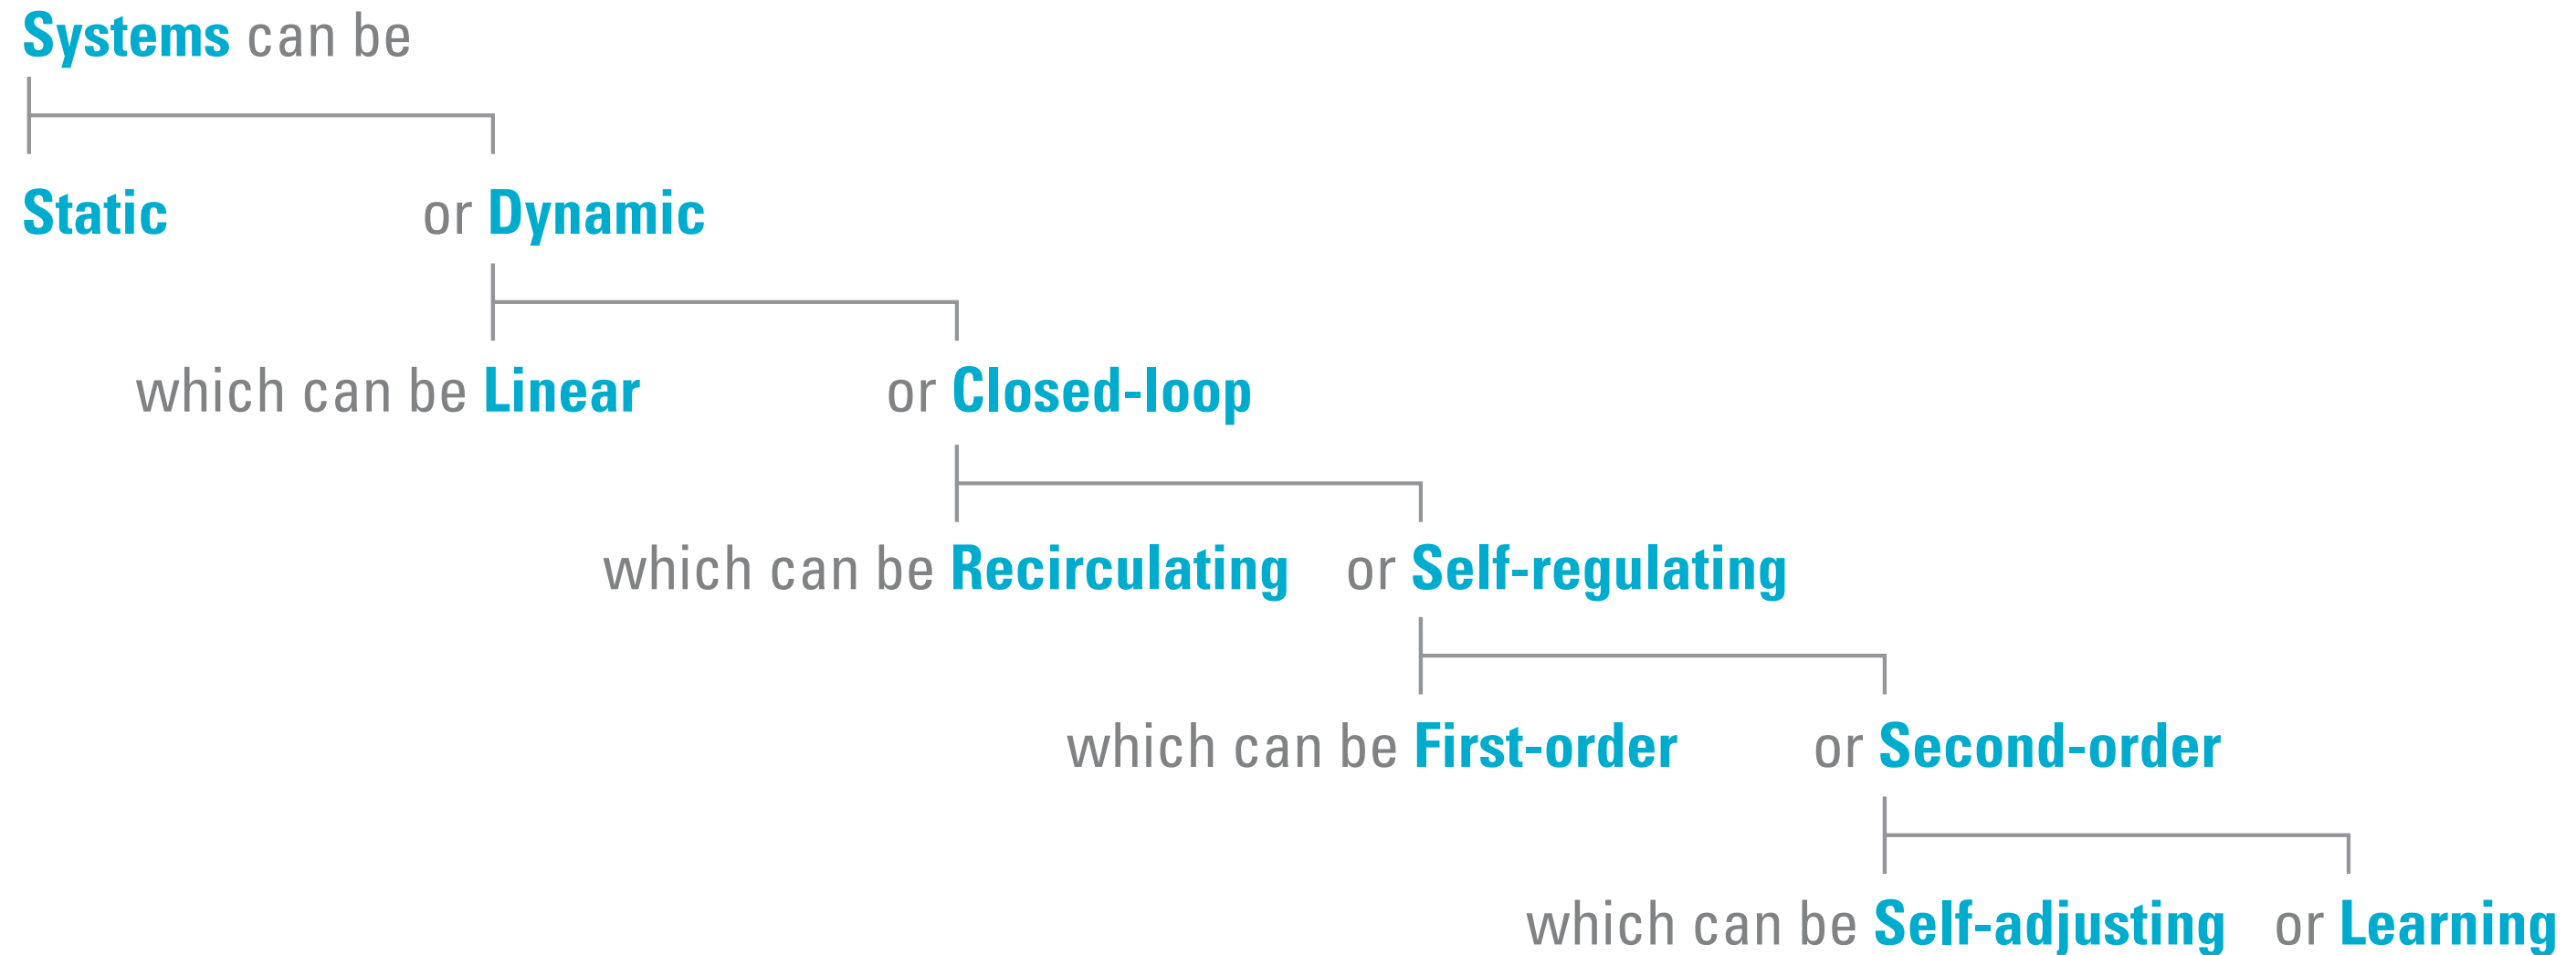 Systems can be
Static or Dynamic
which can be Linear or Closed-loop
which can be Recirculating or Self-regulating
which can be First-order or Second-order
which can be Self-adjusting or Learning